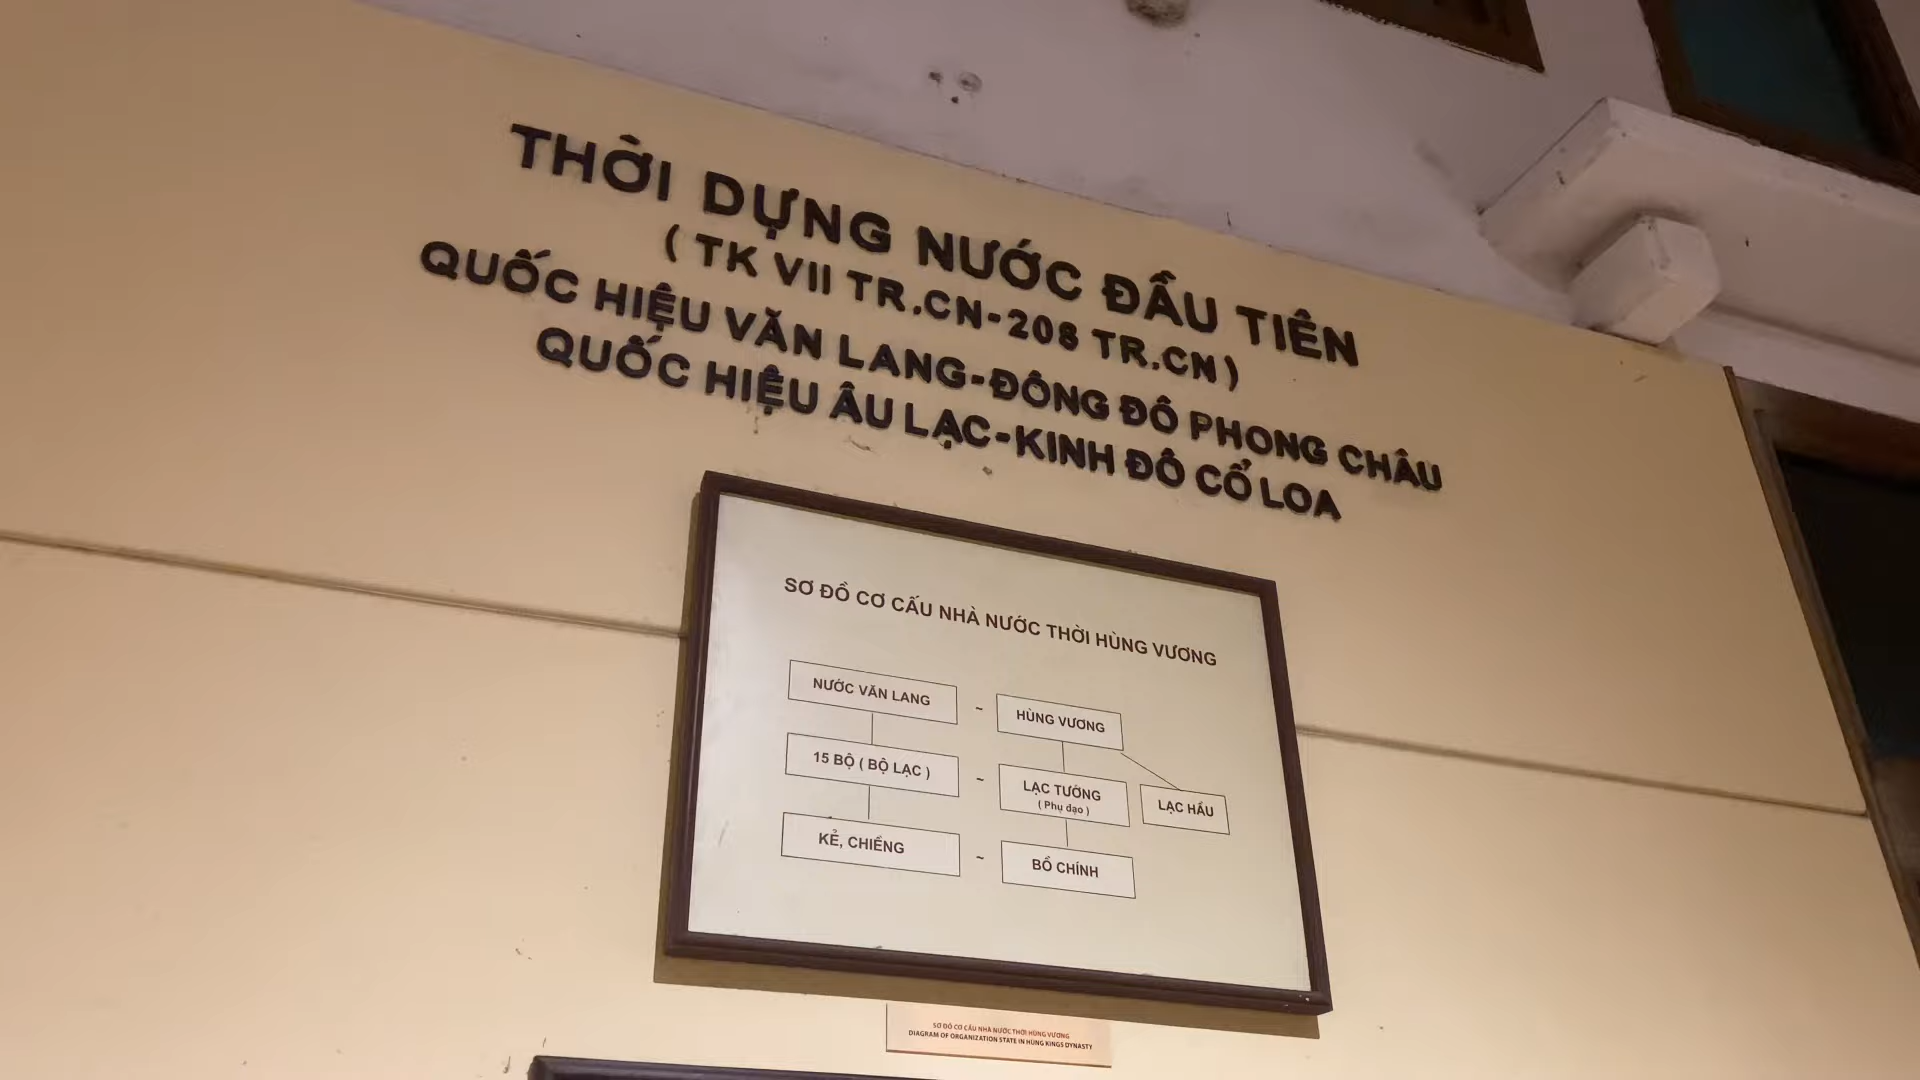 THỜI DỰNG NƯỚC ĐẦU TIÊN
( TK VII TR.CN-208 TR.CN)
QUỐC HIỆU VĂN LANG-ĐÔNG ĐÔ PHONG CHÂU
QUỐC HIỆU ÂU LẠC-KINH ĐÔ CỔ LOA
SƠ ĐỒ CƠ CẤU NHÀ NƯỚC THỜI HÙNG VƯƠNG
NƯỚC VĂN LANG - HÙNG VƯƠNG
15 BỘ ( BỘ LẠC ) - LẠC TƯỚNG
( Phụ đạo )
LẠC HẦU
KẺ, CHIỀNG - BỒ CHÍNH
SƠ ĐỒ CƠ CẤU NHÀ NƯỚC THỜI HÙNG VƯƠNG
DIAGRAM OF ORGANIZATION STATE IN HÙNG KINGS DYNASTY